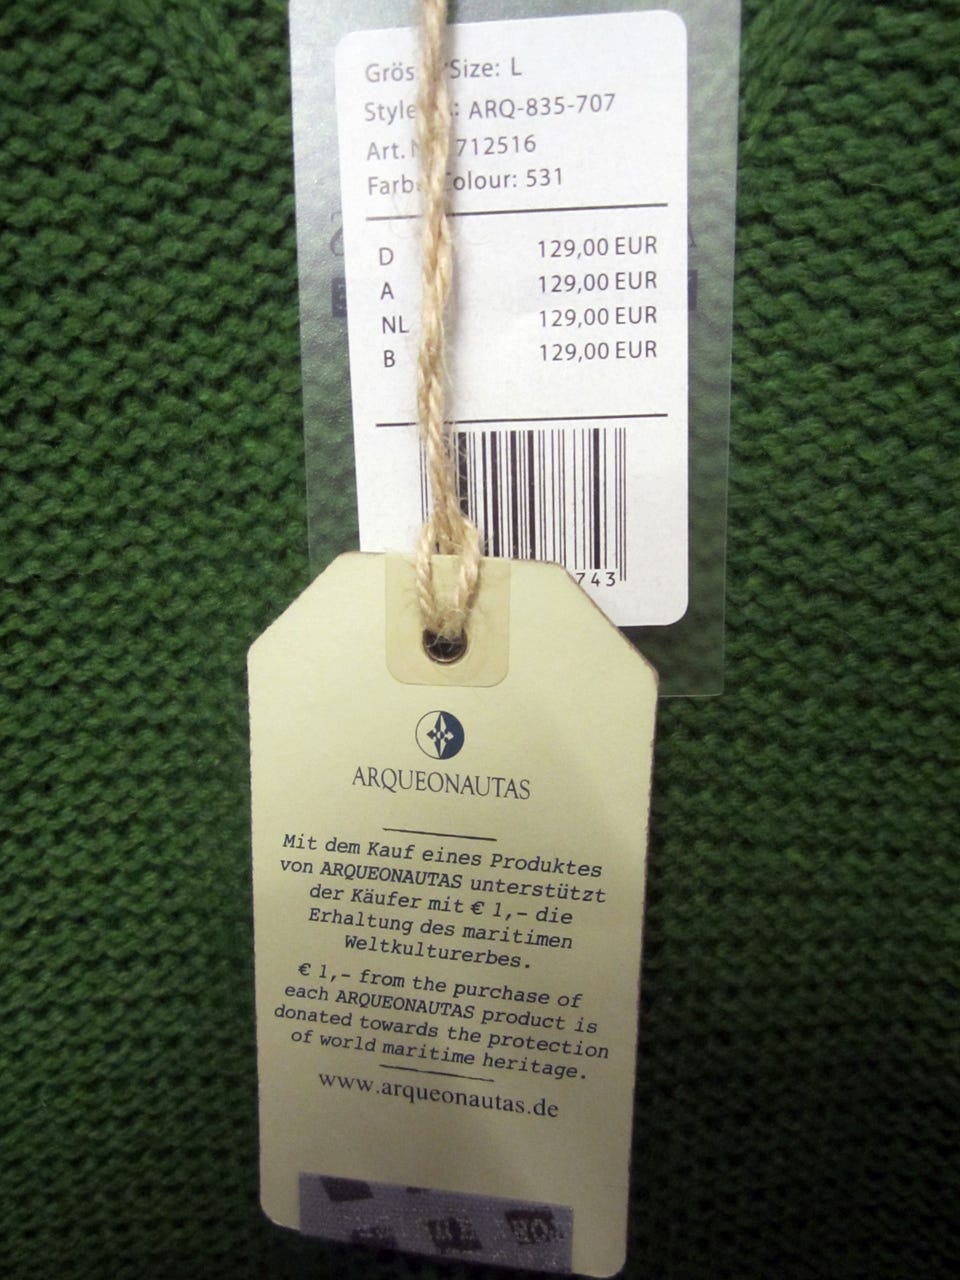 Size: L
Style ARQ-835-707
Art. 712516
Colour: 531
D 129,00 EUR
A 129,00 EUR
NL 129,00 EUR
B 129,00 EUR
743
ARQUEONAUTAS
Mit dem Kauf eines Produktes
von ARQUEONAUTAS unterstützt
der Käufer mit € 1,- die
Erhaltung des maritimen
Weltkulturerbes.
€ 1,- from the purchase of
each ARQUEONAUTAS product is
donated towards the protection
of world maritime heritage.
www.arqueonautas.de